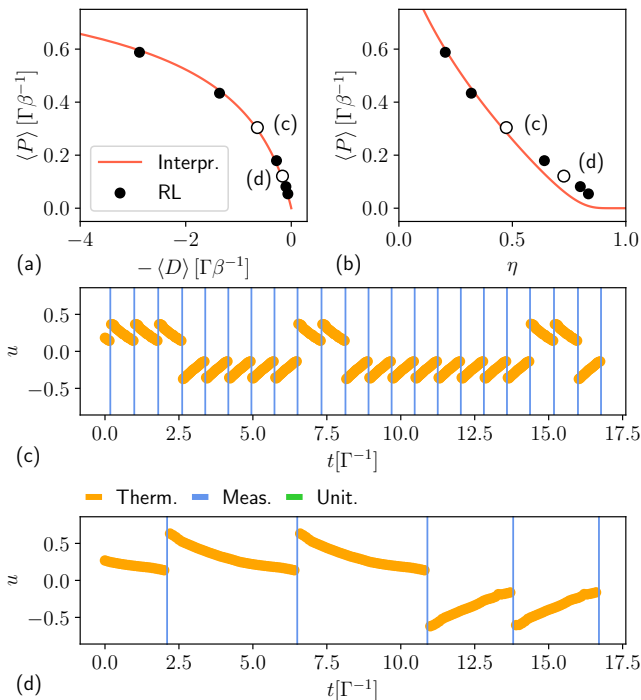 ⟨P⟩ [Γβ⁻¹]
0.6
0.4
0.2
0.0
(c)
(d)
Interpr.
RL
−4
−2
0
(a)
− ⟨D⟩ [Γβ⁻¹]
⟨P⟩ [Γβ⁻¹]
0.6
0.4
0.2
0.0
(c)
(d)
0.0
0.5
1.0
(b)
η
u
0.5
0.0
−0.5
0.0 2.5 5.0 7.5 10.0 12.5 15.0 17.5
(c)
t[Γ⁻¹]
Therm. Meas. Unit.
u
0.5
0.0
−0.5
0.0 2.5 5.0 7.5 10.0 12.5 15.0 17.5
(d)
t[Γ⁻¹]